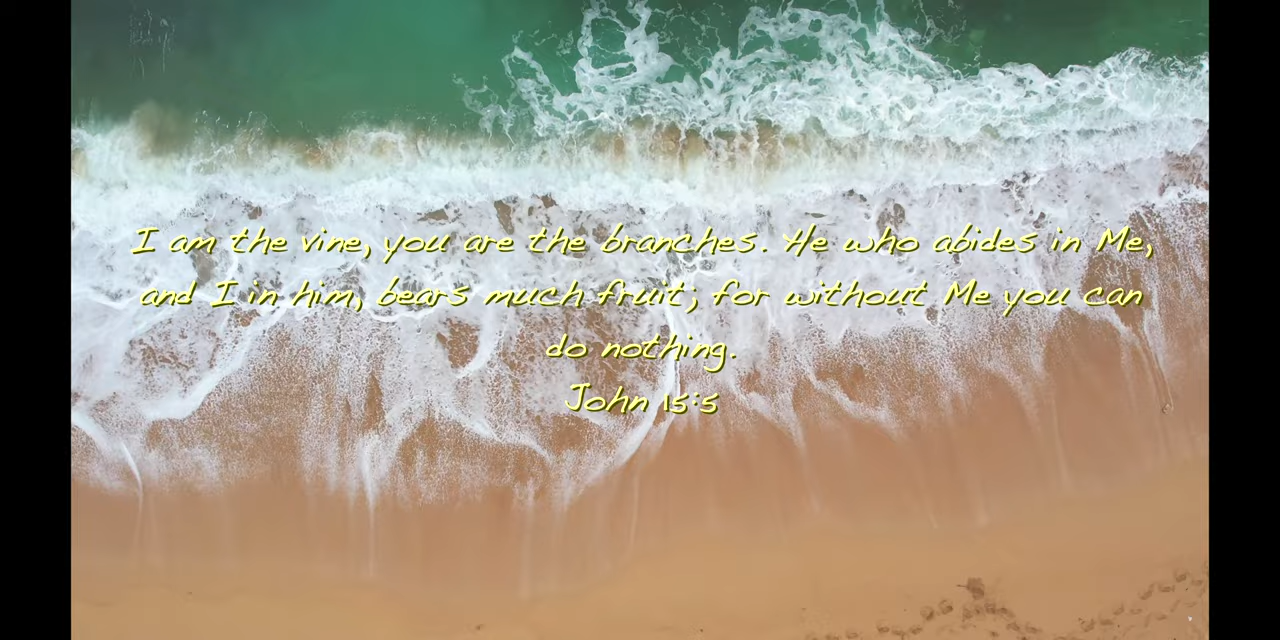 I am the vine, you are the branches. He who abides in Me,
and I in him, bears much fruit; for without Me you can
do nothing.
John 15:5